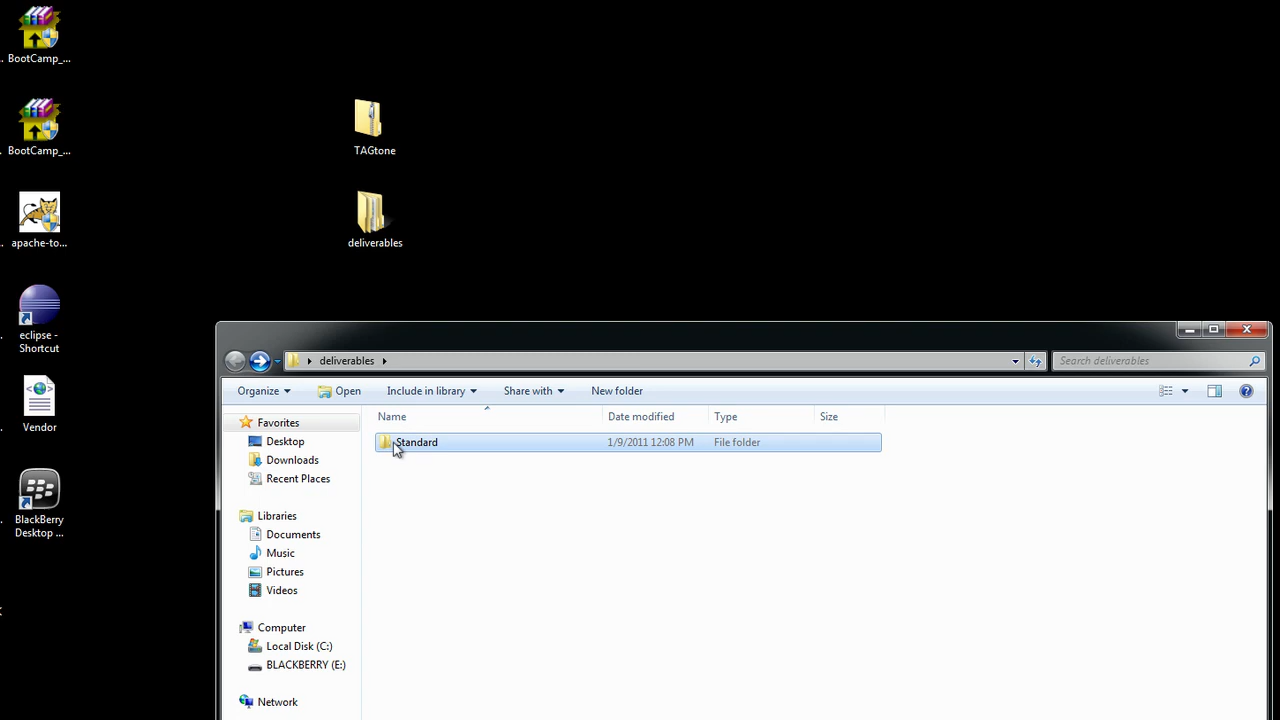 BootCamp_...
BootCamp_...
apache-to...
eclipse -
Shortcut
Vendor
BlackBerry
Desktop ...
TAGtone
deliverables
deliverables
Search deliverables
Organize
Open
Include in library
Share with
New folder
Name
Date modified
Type
Size
Standard
1/9/2011 12:08 PM
File folder
Favorites
Desktop
Downloads
Recent Places
Libraries
Documents
Music
Pictures
Videos
Computer
Local Disk (C:)
BLACKBERRY (E:)
Network